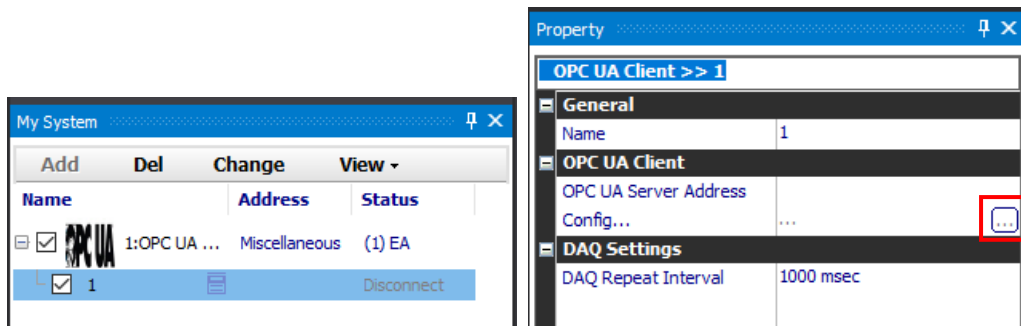 My System
Add Del Change View
Name Address Status
OPC UA 1:OPC UA ... Miscellaneous (1) EA
1 Disconnect
Property
OPC UA Client >> 1
General
Name 1
OPC UA Client
OPC UA Server Address
Config... ... ...
DAQ Settings
DAQ Repeat Interval 1000 msec